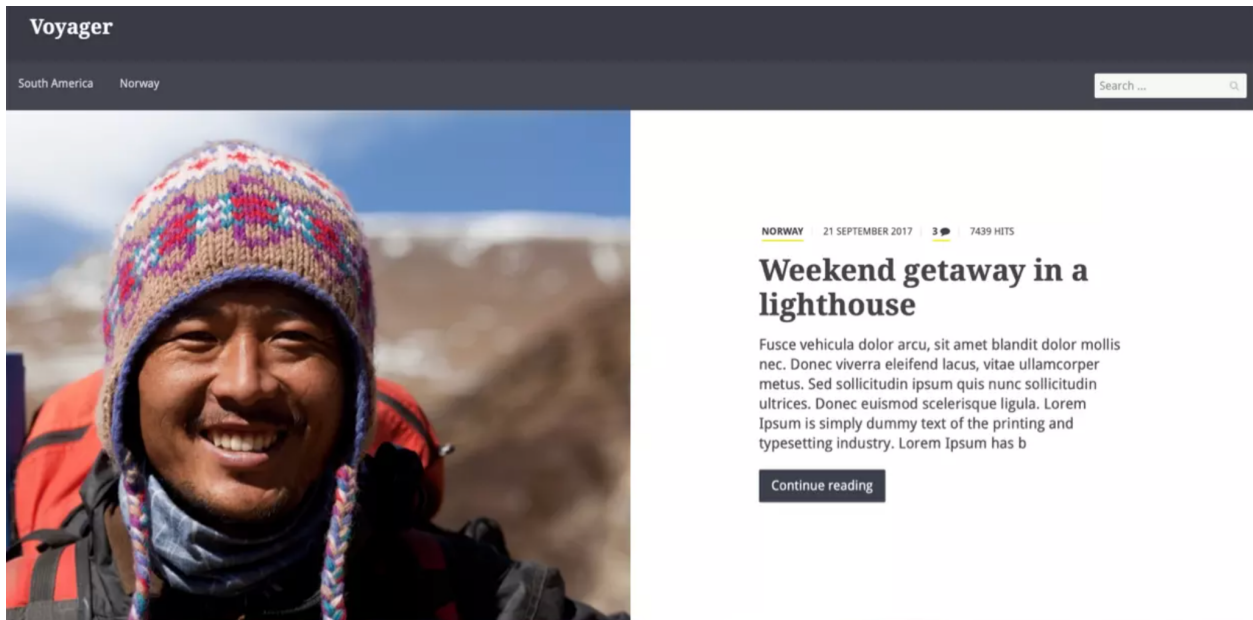 Voyager
South America Norway
Search ...
NORWAY 21 SEPTEMBER 2017 3 7439 HITS
Weekend getaway in a
lighthouse
Fusce vehicula dolor arcu, sit amet blandit dolor mollis
nec. Donec viverra eleifend lacus, vitae ullamcorper
metus. Sed sollicitudin ipsum quis nunc sollicitudin
ultrices. Donec euismod scelerisque ligula. Lorem
Ipsum is simply dummy text of the printing and
typesetting industry. Lorem Ipsum has b
Continue reading